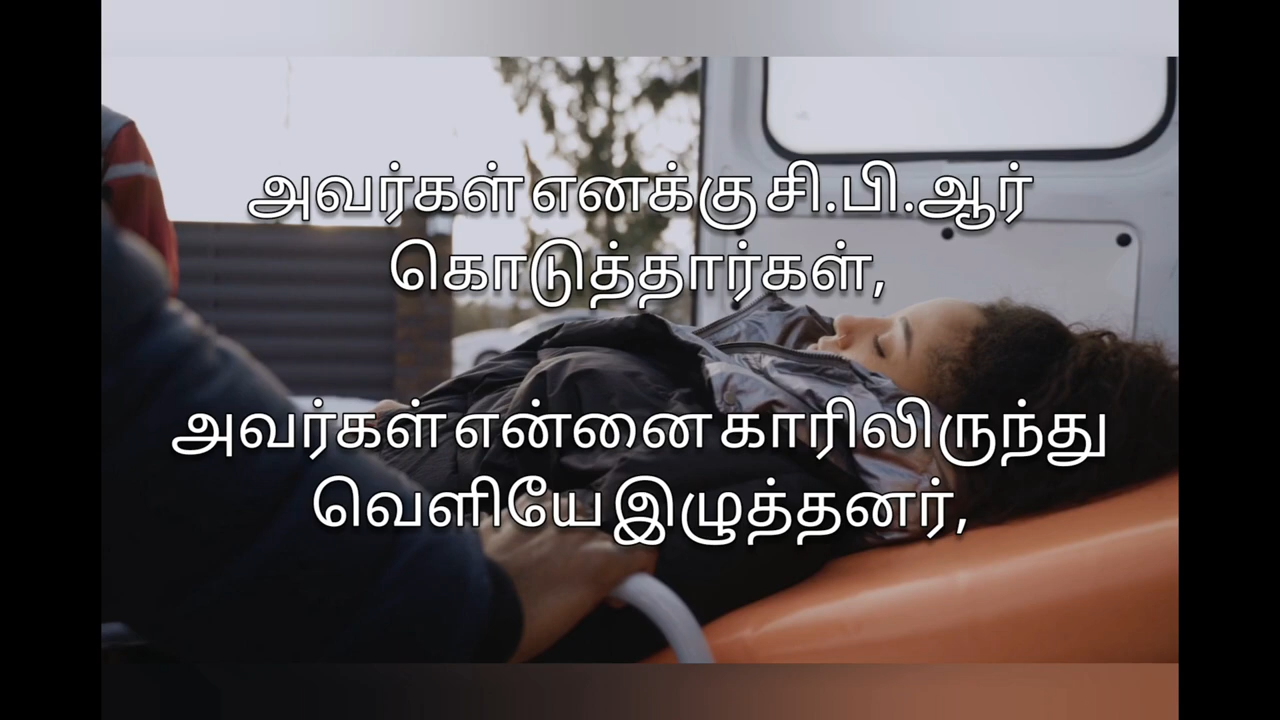 அவர்கள் எனக்கு சி.பி.ஆர்
கொடுத்தார்கள்,
அவர்கள் என்னை காரிலிருந்து
வெளியே இழுத்தனர்,